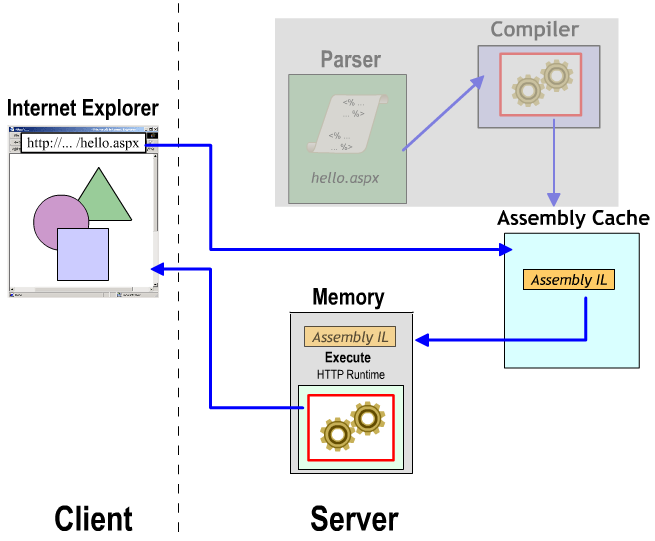 Compiler
Parser
<% ...
... %>
<% ...
... %>
hello.aspx
Internet Explorer
http://... /hello.aspx
Assembly Cache
Assembly IL
Memory
Assembly IL
Execute
HTTP Runtime
Client
Server